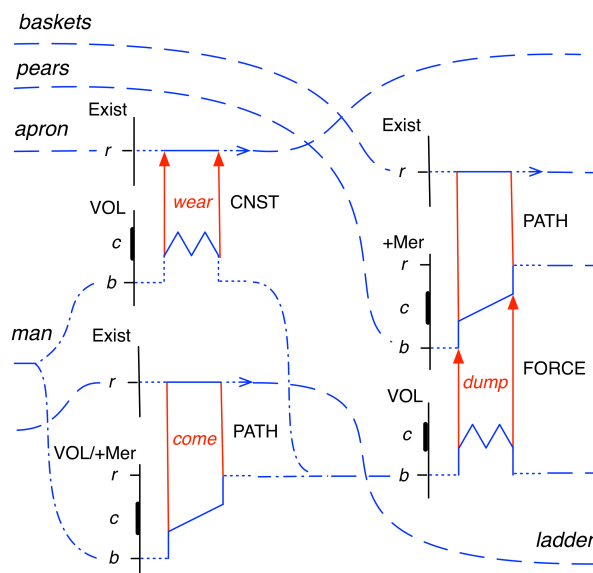 baskets
pears
Exist
apron
r
wear
CNST
VOL
c
b
man
Exist
r
come
PATH
VOL/+Mer
r
c
b
Exist
r
PATH
+Mer
r
c
b
FORCE
dump
VOL
c
b
ladder